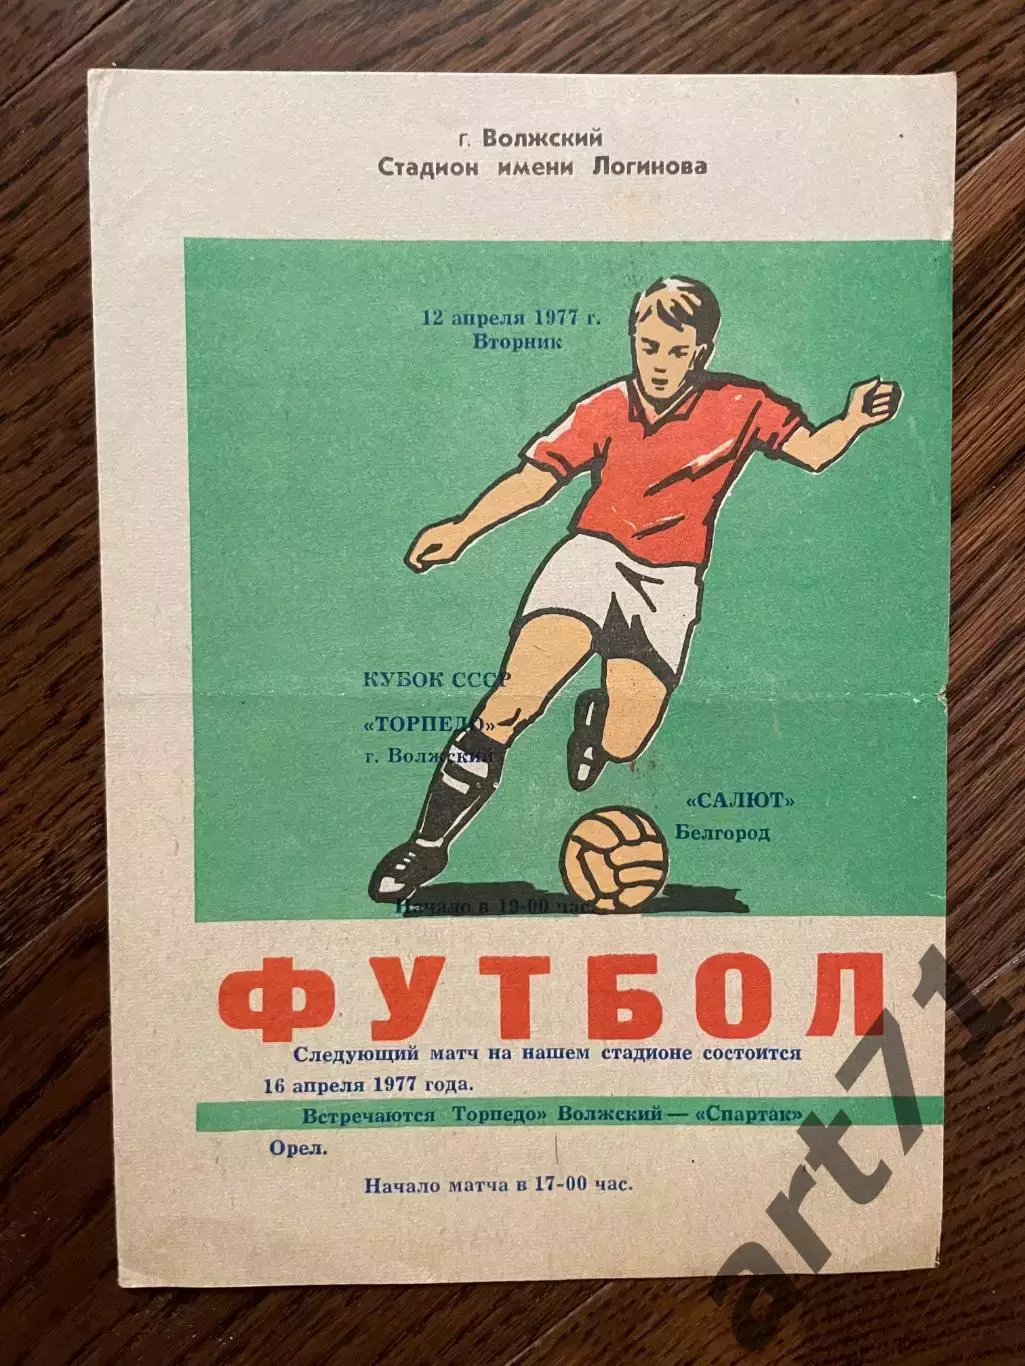 г. Волжский
Стадион имени Логинова
12 апреля 1977 г.
Вторник
КУБОК СССР
«ТОРПЕДО»
г. Волжский
«САЛЮТ»
Белгород
Начало в 19-00 час.
ФУТБОЛ
Следующий матч на нашем стадионе состоится
16 апреля 1977 года.
Встречаются Торпедо» Волжский — «Спартак»
Орел.
Начало матча в 17-00 час.
art71